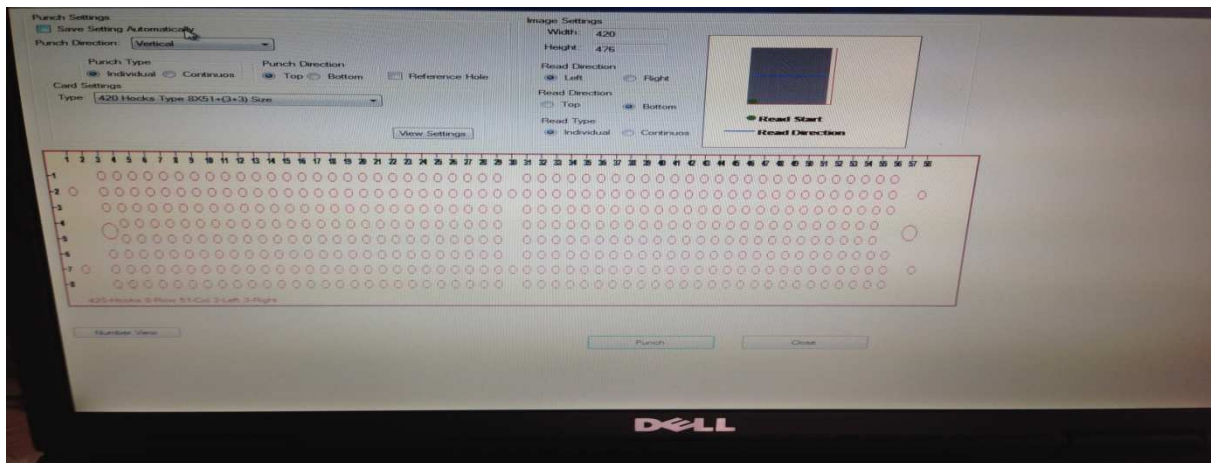 Punch Settings
Save Setting Automatically
Punch Direction: Vertical
Punch Type
Individual Continuos
Punch Direction
Top Bottom
Reference Hole
Card Settings
Type 420 Hooks Type 8X51+(3+3) Size
View Settings
Image Settings
Width: 420
Height: 476
Read Direction
Left Right
Read Direction
Top Bottom
Read Type
Individual Continuos
Read Start
Read Direction
1 2 3 4 5 6 7 8 9 10 11 12 13 14 15 16 17 18 19 20 21 22 23 24 25 26 27 28 29 30 31 32 33 34 35 36 37 38 39 40 41 42 43 44 45 46 47 48 49 50 51 52 53 54 55 56 57 58
1
2
3
4
5
6
7
8
420-Hooks 8-Row 51-Col 3-Left 3-Right
Number View
Punch
Close
DELL